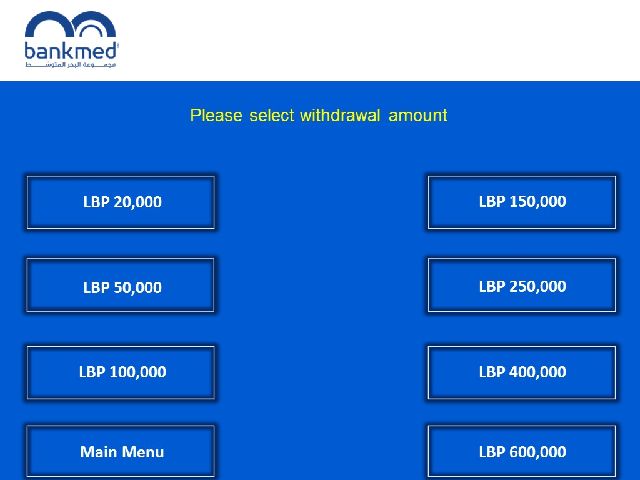 bankmed
مجموعة البحر المتوسط
Please select withdrawal amount
LBP 20,000
LBP 150,000
LBP 50,000
LBP 250,000
LBP 100,000
LBP 400,000
Main Menu
LBP 600,000